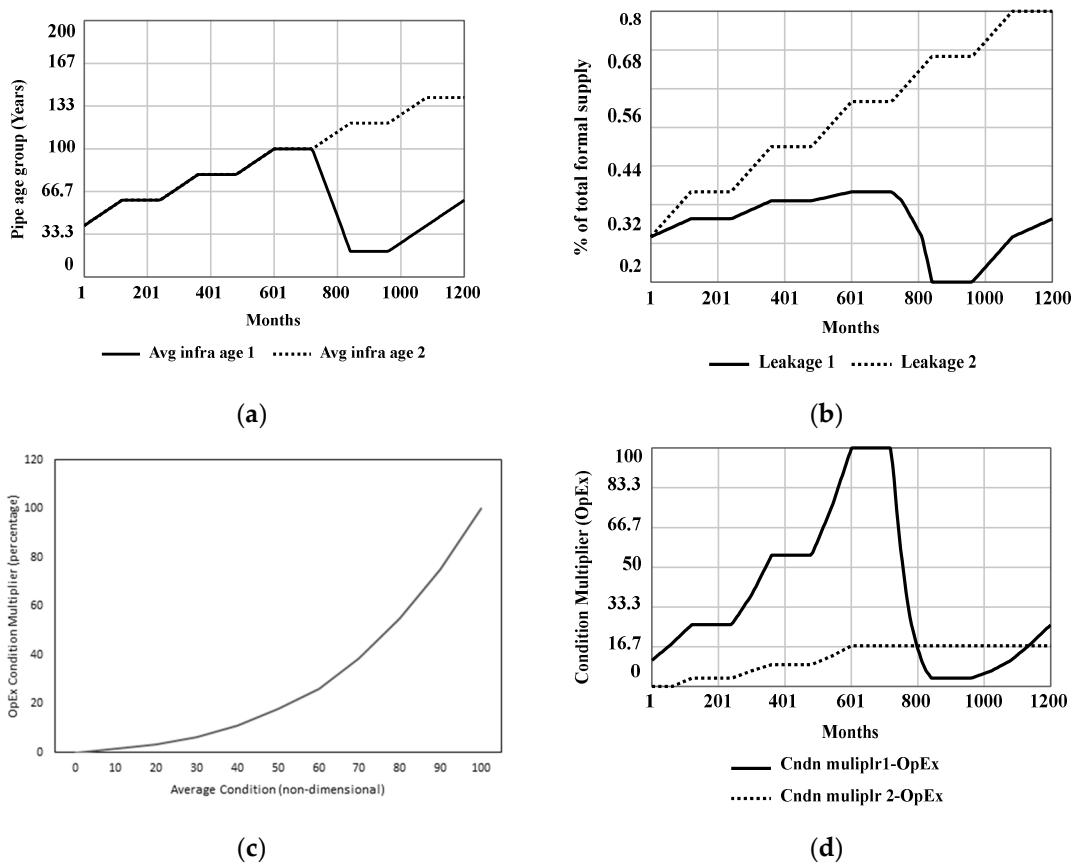 200
167
133
100
66.7
33.3
0
Pipe age group (Years)
1 201 401 601 800 1000 1200
Months
Avg infra age 1 Avg infra age 2
(a)
0.8
0.68
0.56
0.44
0.32
0.2
% of total formal supply
1 201 401 601 800 1000 1200
Months
Leakage 1 Leakage 2
(b)
120
100
80
60
40
20
0
OpEx Condition Multiplier (percentage)
0 10 20 30 40 50 60 70 80 90 100
Average Condition (non-dimensional)
(c)
100
83.3
66.7
50
33.3
16.7
0
Condition Multiplier (OpEx)
1 201 401 601 800 1000 1200
Months
Cndn muliplr1-OpEx
Cndn muliplr 2-OpEx
(d)